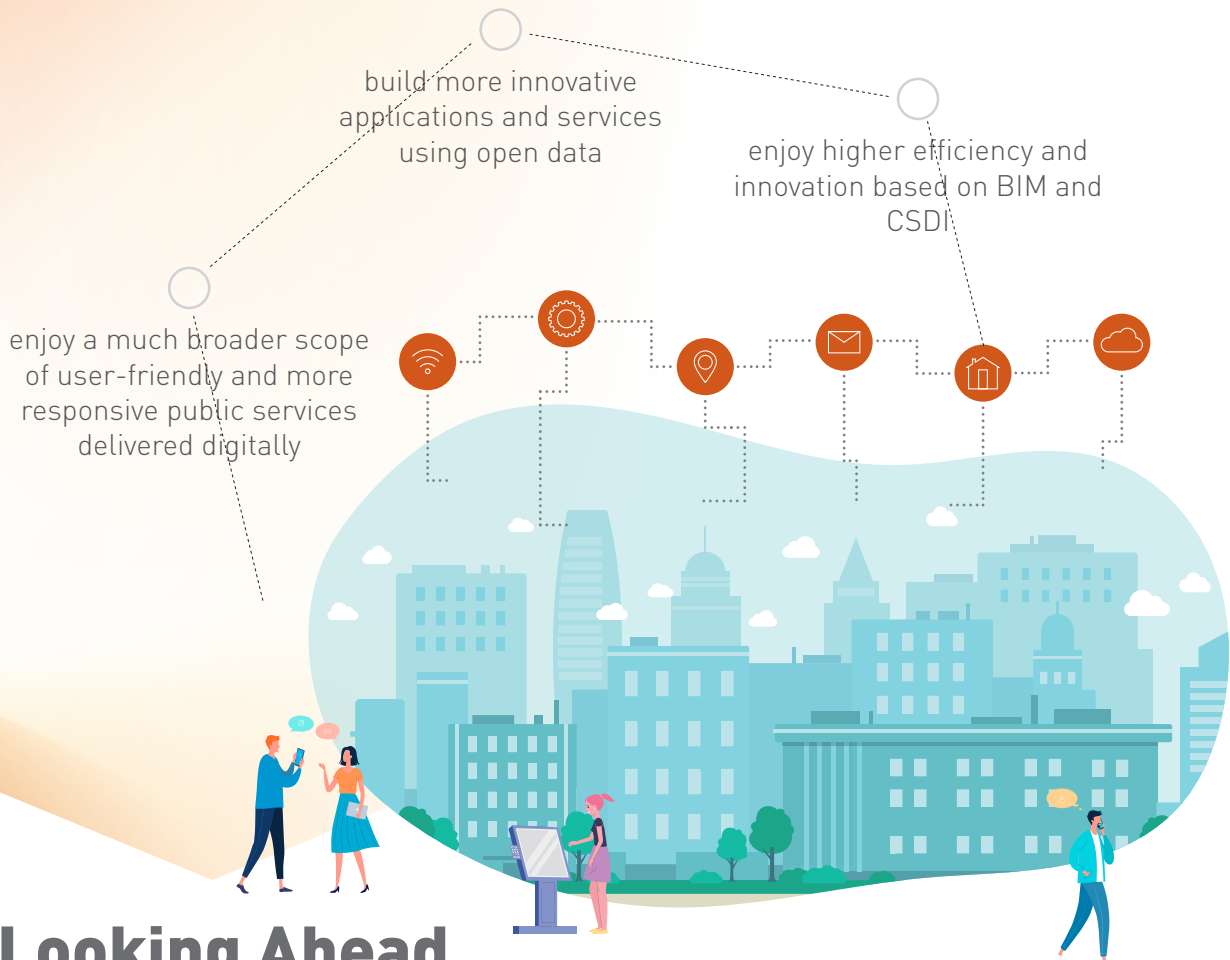 build more innovative
applications and services
using open data
enjoy higher efficiency and
innovation based on BIM and
CSDI
enjoy a much broader scope
of user-friendly and more
responsive public services
delivered digitally
Looking Ahead